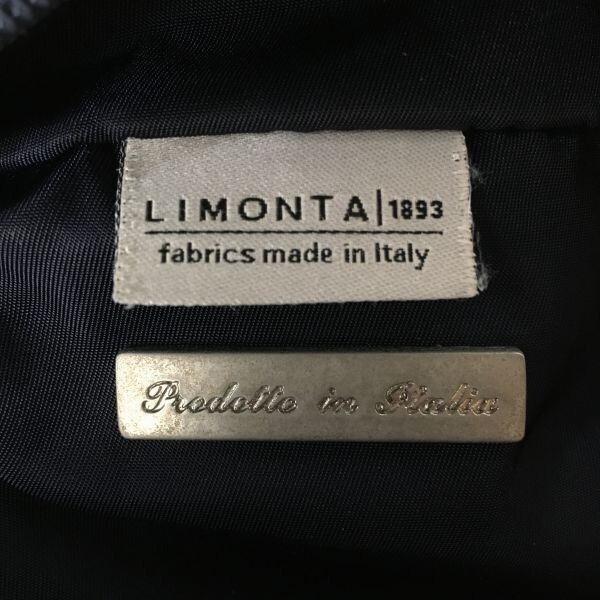 LIMONTA | 1893
fabrics made in Italy
Prodotto in Italia